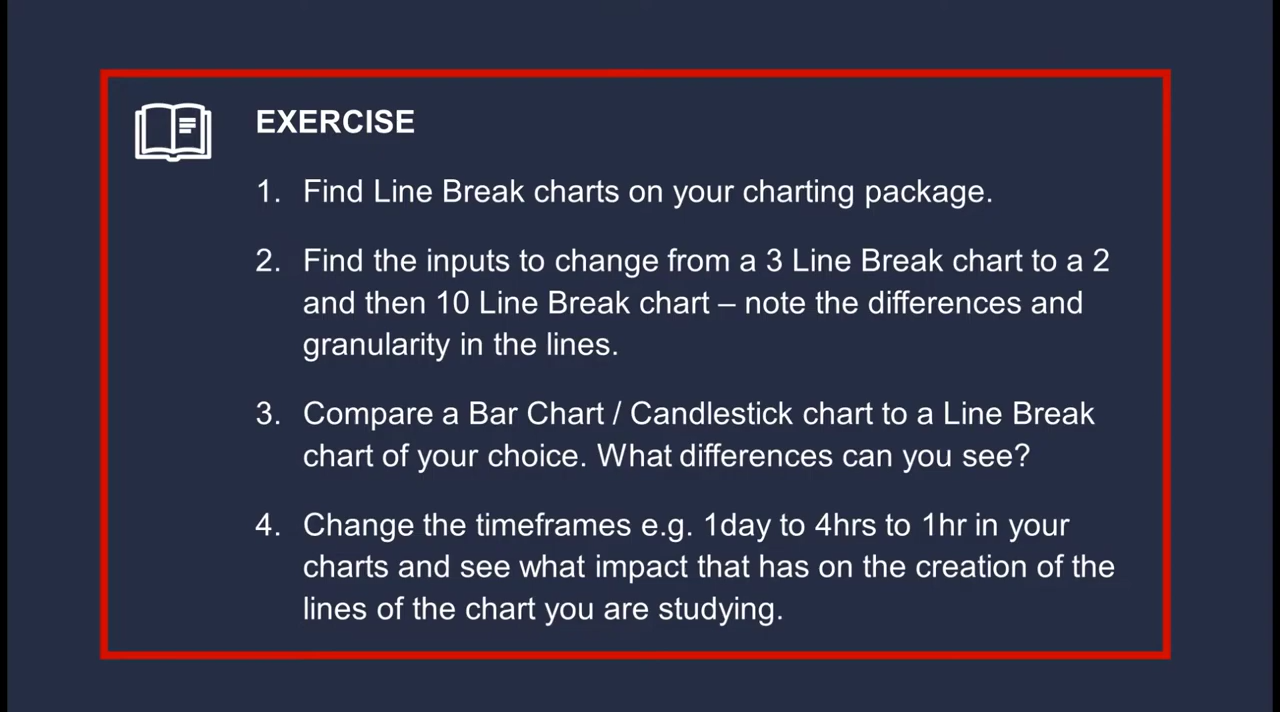 EXERCISE
1. Find Line Break charts on your charting package.
2. Find the inputs to change from a 3 Line Break chart to a 2
and then 10 Line Break chart – note the differences and
granularity in the lines.
3. Compare a Bar Chart / Candlestick chart to a Line Break
chart of your choice. What differences can you see?
4. Change the timeframes e.g. 1day to 4hrs to 1hr in your
charts and see what impact that has on the creation of the
lines of the chart you are studying.